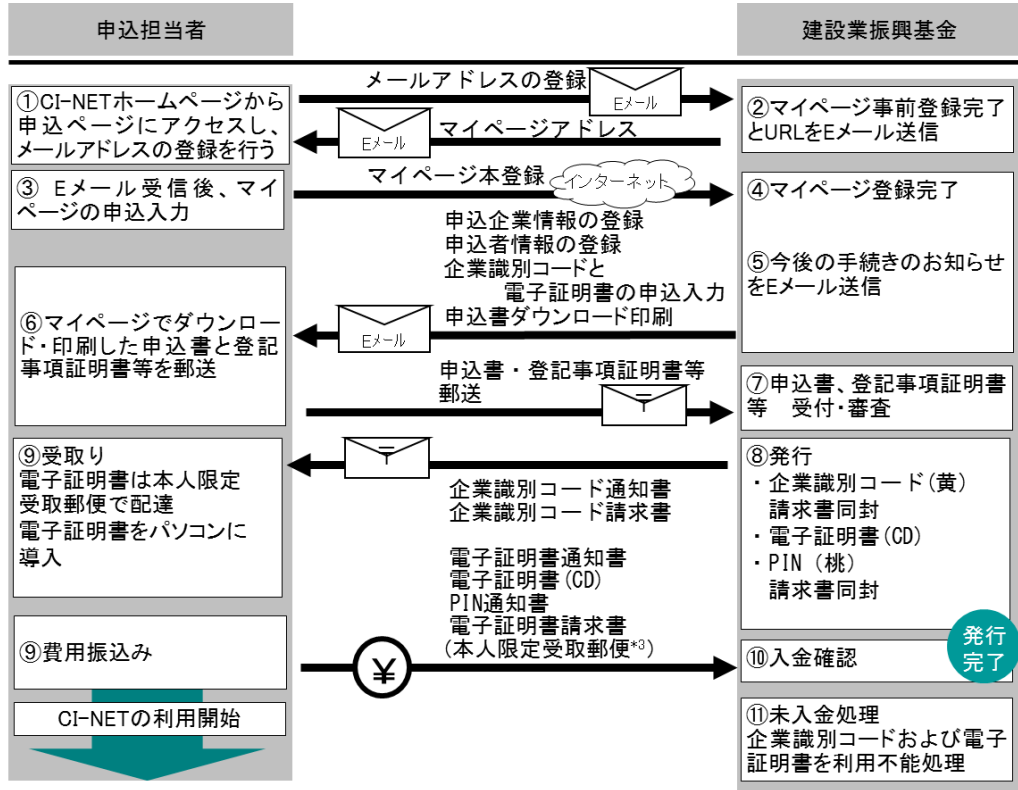 申込担当者
建設業振興基金
①CI-NETホームページから
申込ページにアクセスし、
メールアドレスの登録を行う
メールアドレスの登録
Eメール
Eメール
マイページアドレス
②マイページ事前登録完了
とURLをEメール送信
③ Eメール受信後、マイ
ページの申込入力
マイページ本登録
インターネット
④マイページ登録完了
⑤今後の手続きのお知らせ
をEメール送信
申込企業情報の登録
申込者情報の登録
企業識別コードと
電子証明書の申込入力
申込書ダウンロード印刷
Eメール
⑥マイページでダウンロー
ド・印刷した申込書と登記
事項証明書等を郵送
申込書・登記事項証明書等
郵送
〒
⑦申込書、登記事項証明書
等 受付・審査
⑨受取り
電子証明書は本人限定
受取郵便で配達
電子証明書をパソコンに
導入
〒
企業識別コード通知書
企業識別コード請求書
電子証明書通知書
電子証明書(CD)
PIN通知書
電子証明書請求書
(本人限定受取郵便*3)
⑧発行
・企業識別コード(黄)
請求書同封
・電子証明書(CD)
・PIN(桃)
請求書同封
発行
完了
⑨費用振込み
¥
⑩入金確認
CI-NETの利用開始
⑪未入金処理
企業識別コードおよび電子
証明書を利用不能処理